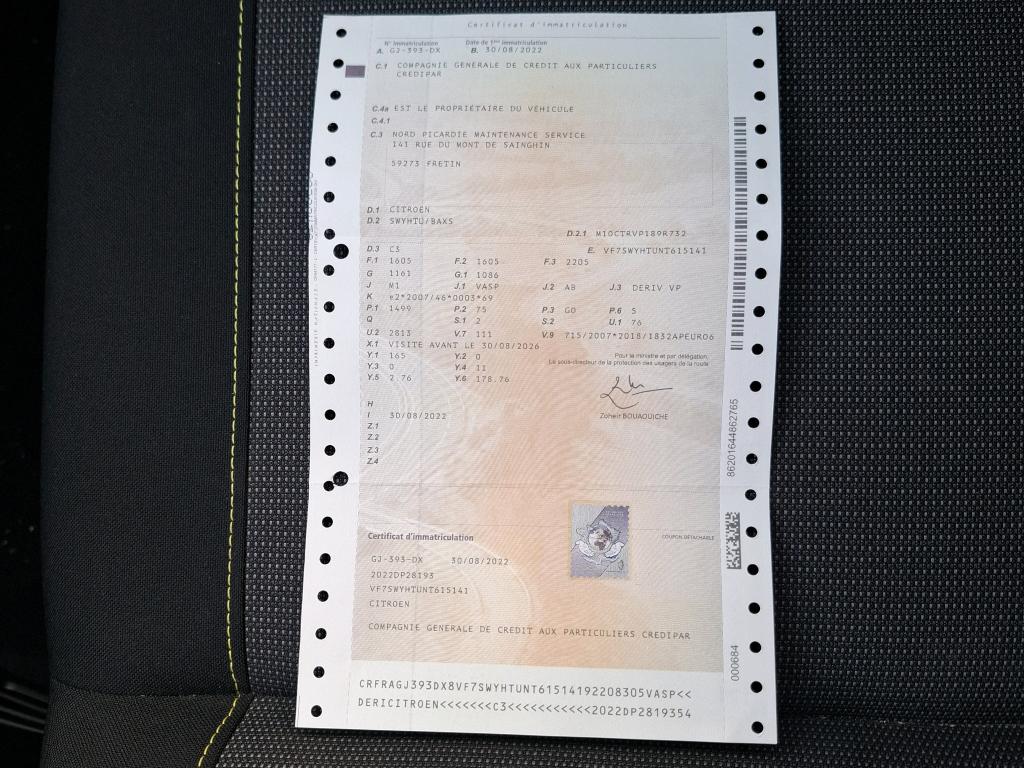 Certificat d'immatriculation
N° Immatriculation Date de 1ère immatriculation
A. GJ-393-DX B. 30/08/2022
C.1 COMPAGNIE GENERALE DE CREDIT AUX PARTICULIERS
CREDIPAR
C.4a EST LE PROPRIÉTAIRE DU VÉHICULE
C.4.1
C.3 NORD PICARDIE MAINTENANCE SERVICE
141 RUE DU MONT DE SAINGHIN
59273 FRETIN
D.1 CITROEN
D.2 SWYHTU/BAXS
D.2.1 M10CTRVP189R732
D.3 C3 E. VF7SWYHTUNT615141
F.1 1605 F.2 1605 F.3 2205
G 1161 G.1 1086
J M1 J.1 VASP J.2 AB J.3 DERIV VP
K e2*2007/46*0003*69
P.1 1499 P.2 75 P.3 GO P.6 5
Q S.1 2 S.2 U.1 76
U.2 2813 V.7 111 V.9 715/2007*2018/1832APEURO6
X.1 VISITE AVANT LE 30/08/2026
Y.1 165 Y.2 0
Pour le ministre et par délégation,
Le sous-directeur de la protection des usagers de la route
Y.3 0 Y.4 11
Y.5 2.76 Y.6 178.76
Zoheir BOUAOUICHE
H
I 30/08/2022
Z.1
Z.2
Z.3
Z.4
86201644862765
Certificat d'immatriculation
COUPON DÉTACHABLE
GJ-393-DX 30/08/2022
2022DP28193
VF7SWYHTUNT615141
CITROEN
COMPAGNIE GENERALE DE CREDIT AUX PARTICULIERS CREDIPAR
000684
CRFRAGJ393DX8VF7SWYHTUNT61514192208305VASP<<
DERICITROEN<<<<<<<C3<<<<<<<<<<<2022DP2819354